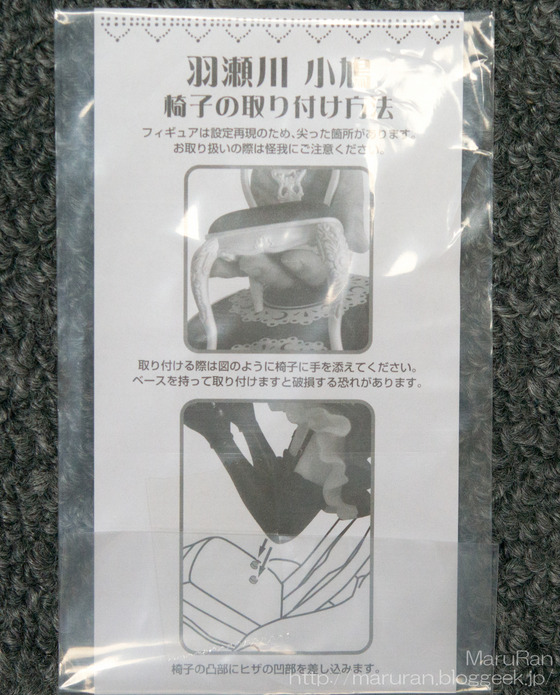 羽瀬川 小鳩
椅子の取り付け方法
フィギュアは設定再現のため、尖った箇所があります。
お取り扱いの際は怪我にご注意ください。
取り付ける際は図のように椅子に手を添えてください。
ベースを持って取り付けますと破損する恐れがあります。
椅子の凸部にヒザの凹部を差し込みます。
MaruRan
http://maruran.bloggeek.jp